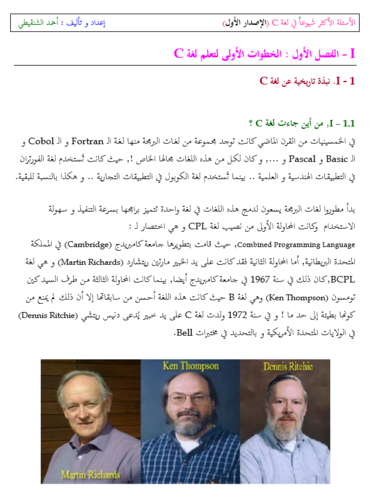 الأسئلة الأكثر شيوعاً في لغة C (الإصدار الأول)
إعداد و تأليف : أحمد الشنقيطي
I - الفصل الأول : الخطوات الأولى لتعلم لغة C
I - 1. نبذة تاريخية عن لغة C
I – 1.1, من أين جاءت لغة C ؟
في الخمسينيات من القرن الماضي كانت توجد مجموعة من لغات البرمجة منها لغة الـ Fortran و الـ Cobol و
الـ Basic و Pascal و ..., و كان لكل من هذه اللغات مجالها الخاص !, حيث كانت تُستخدم لغة الفورتران
في التطبيقات الهندسية و العلمية .. بينما تُستخدم لغة الكوبول في التطبيقات التجارية .. و هكذا بالنسبة للبقية.
بدأ مطوروا لغات البرمجة يسعون لدمج هذه اللغات في لغة واحدة تتميز برامجها بسرعة التنفيذ و سهولة
الاستخدام وكانت المحاولة الأولى من نصيب لغة CPL و هي اختصار لـ :
Combined Programming Language, حيث قامت بتطويرها جامعة كامبريدج (Cambridge) في المملكة
المتحدة البريطانية, أما المحاولة الثانية فقد كانت على يد الخبير مارتين ريتشارد (Martin Richards) و هي لغة
BCPL, كان ذلك في سنة 1967 في جامعة كامبريدج أيضا, بينما كانت المحاولة الثالثة من طرف السيد كين
تومسون (Ken Thompson) وهي لغة B حيث كانت هذه اللغة أحسن من سابقاتها إلا أن ذلك لم يمنع من
كونها بطيئة إلى حد ما ! و في سنة 1972 ولدت لغة C على يد خبير يُدعى دنيس ريتشي (Dennis Ritchie)
في الولايات المتحدة الأمريكية و بالتحديد في مختبرات Bell.
Ken Thompson
Dennis Ritchie
Martin Richards